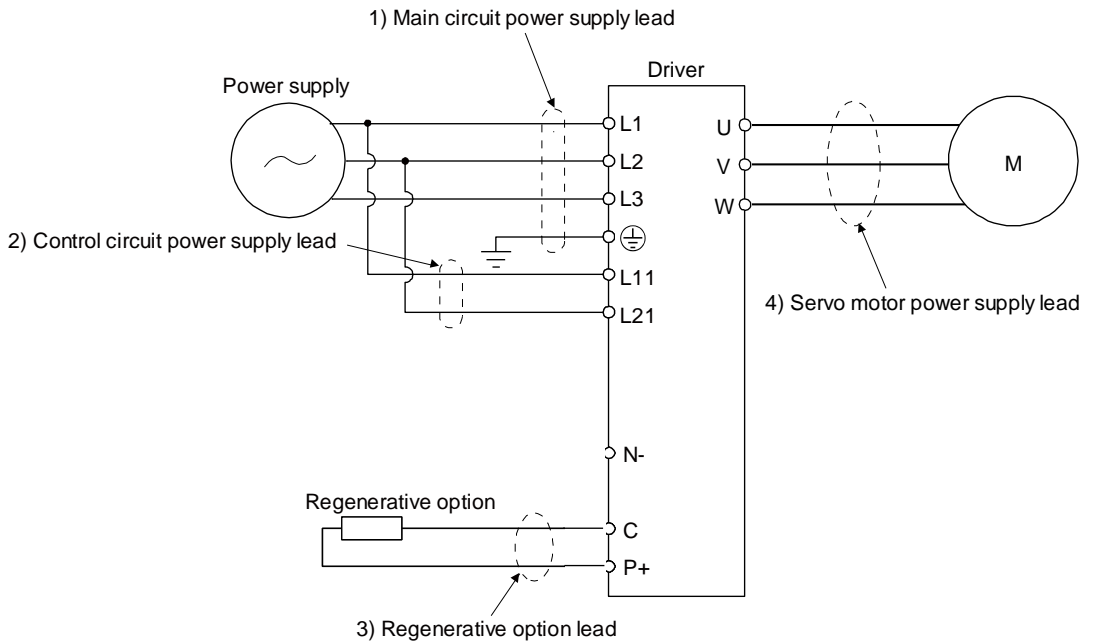 1) Main circuit power supply lead
Driver
Power supply
L1
U
L2
V
M
L3
W
2) Control circuit power supply lead
L11
4) Servo motor power supply lead
L21
N-
Regenerative option
C
P+
3) Regenerative option lead